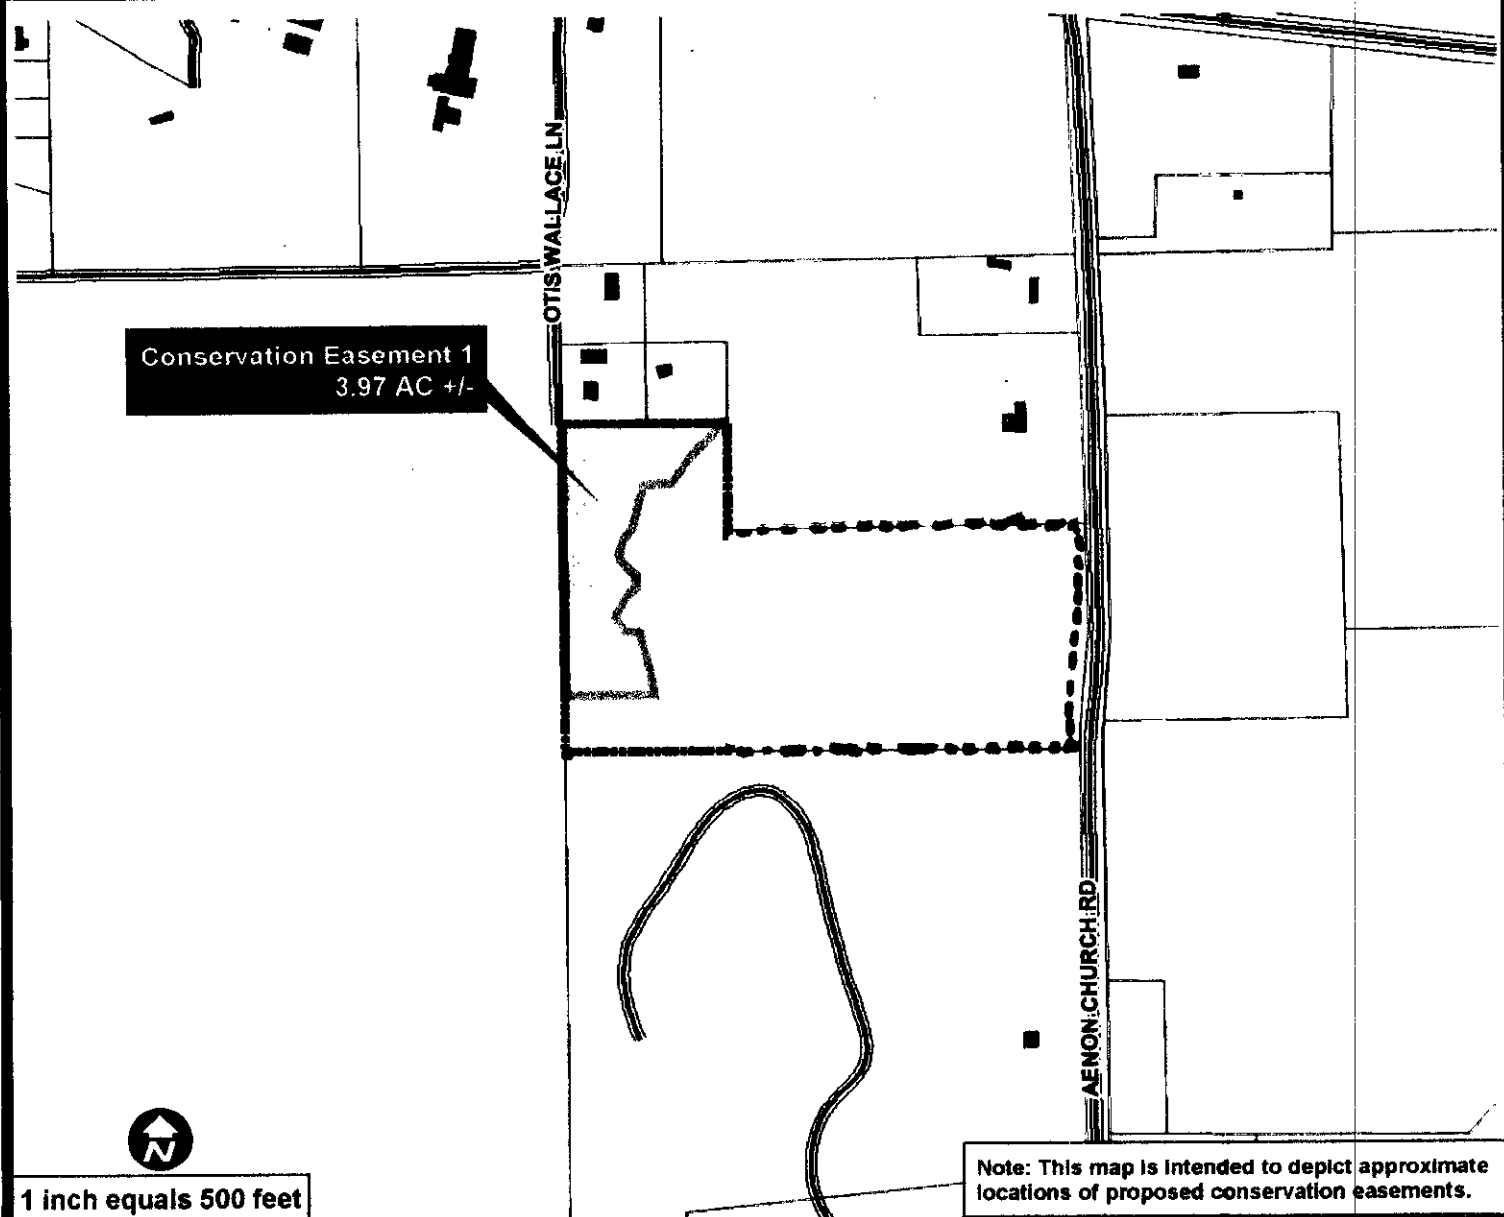 OTIS WALLACE LN
Conservation Easement 1
3.97 AC +/-
AENON CHURCH RD
N
1 inch equals 500 feet
Note: This map is intended to depict approximate
locations of proposed conservation easements.